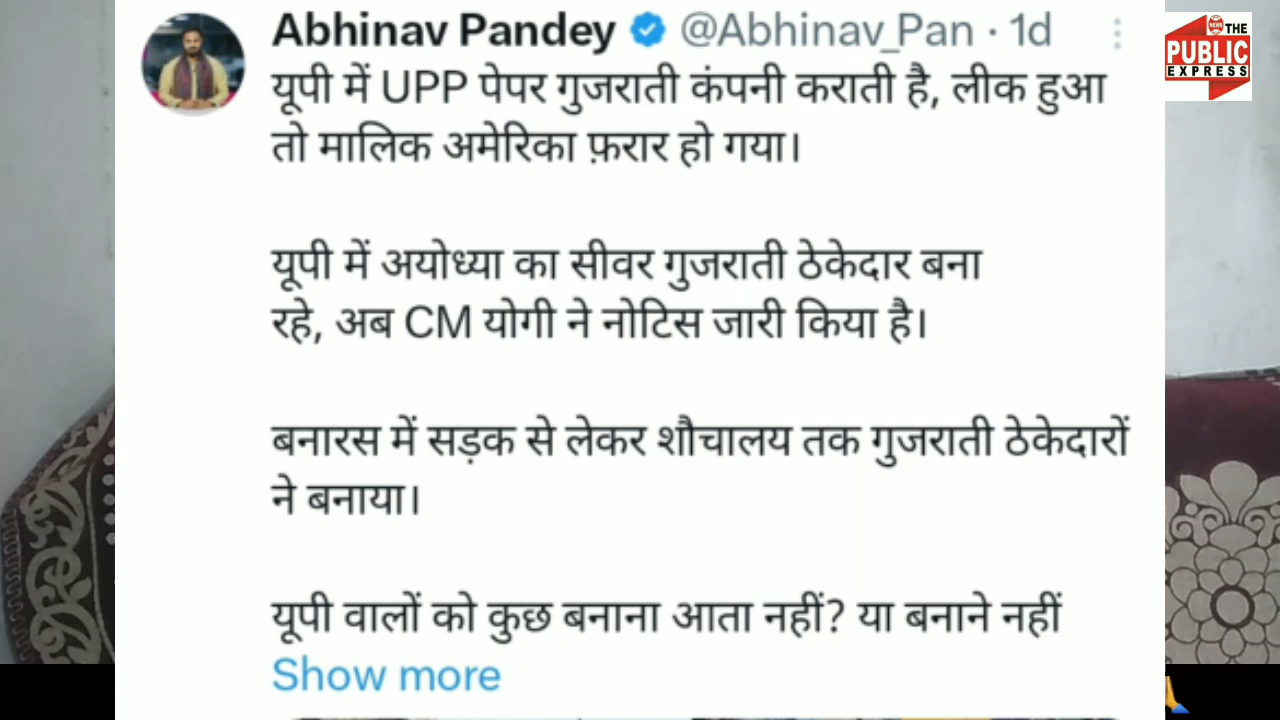 Abhinav Pandey @Abhinav_Pan · 1d
यूपी में UPP पेपर गुजराती कंपनी कराती है, लीक हुआ
तो मालिक अमेरिका फ़रार हो गया।
यूपी में अयोध्या का सीवर गुजराती ठेकेदार बना
रहे, अब CM योगी ने नोटिस जारी किया है।
बनारस में सड़क से लेकर शौचालय तक गुजराती ठेकेदारों
ने बनाया।
यूपी वालों को कुछ बनाना आता नहीं? या बनाने नहीं
Show more
NEWS
THE
PUBLIC
EXPRESS